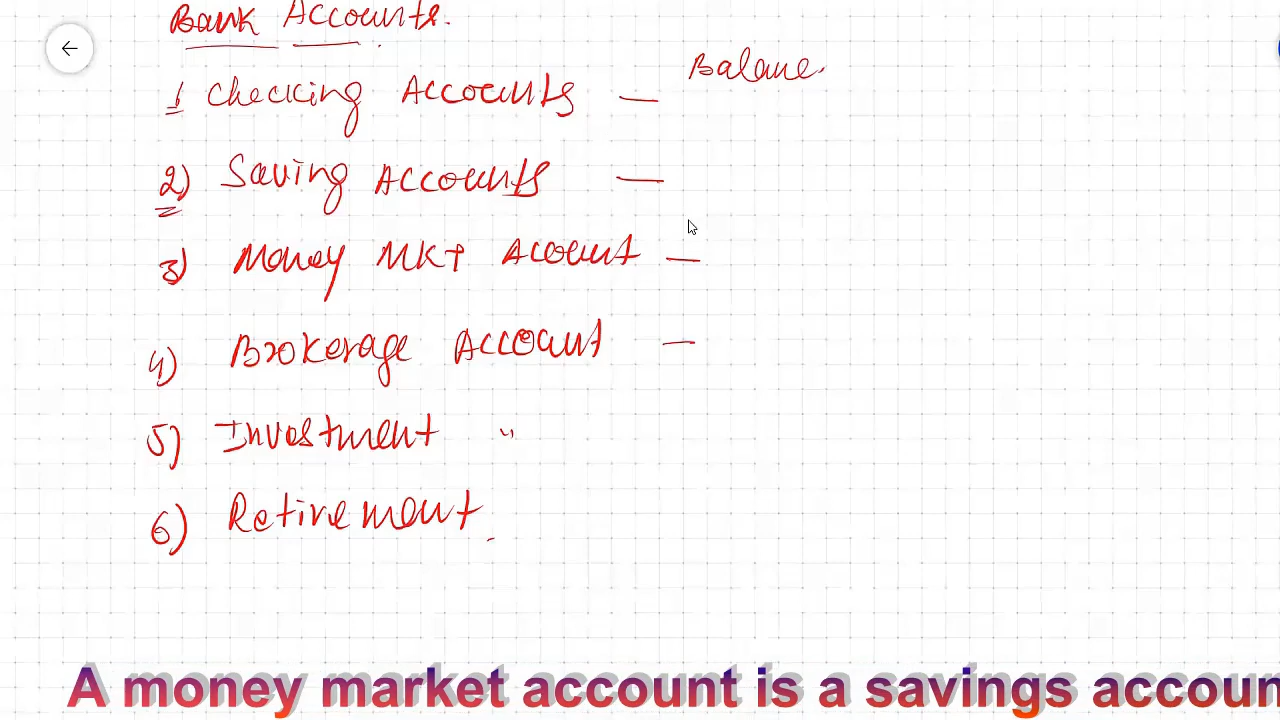 Bank Accounts.
Balance.
1 Checking Accounts —
2) Saving Accounts —
3) Money MKT Acount —
4) Brokerage Account —
5) Investment "
6) Retirement
A money market account is a savings accoun